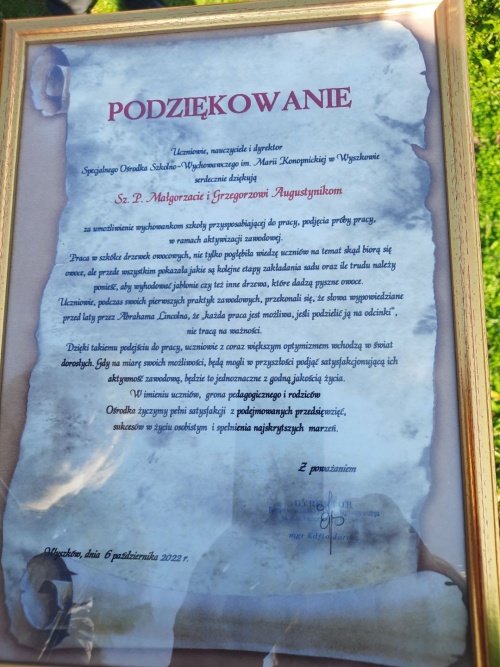 PODZIĘKOWANIE
Uczniowie, nauczyciele i dyrektor
Specjalnego Ośrodka Szkolno-Wychowawczego im. Marii Konopnickiej w Wyszkowie
serdecznie dziękują
Sz. P. Małgorzacie i Grzegorzowi Augustynikom
za umożliwienie wychowankom szkoły przysposabiającej do pracy, podjęcia próby pracy,
w ramach aktywizacji zawodowej.
Praca w szkółce drzewek owocowych, nie tylko pogłębiła wiedzę uczniów na temat skąd biorą się
owoce, ale przede wszystkim pokazała jakie są kolejne etapy zakładania sadu oraz ile trudu należy
ponieść, aby wyhodować jabłonie czy też inne drzewa, które dadzą pyszne owoce.
Uczniowie, podczas swoich pierwszych praktyk zawodowych, przekonali się, że słowa wypowiedziane
przed laty przez Abrahama Lincolna, że „każda praca jest możliwa, jeśli podzielić ją na odcinki",
nie tracą na ważności.
Dzięki takiemu podejściu do pracy, uczniowie z coraz większym optymizmem wchodzą w świat
dorosłych. Gdy na miarę swoich możliwości, będą mogli w przyszłości podjąć satysfakcjonującą ich
aktywność zawodową, będzie to jednoznaczne z godną jakością życia.
W imieniu uczniów, grona pedagogicznego i rodziców
Ośrodka życzymy pełni satysfakcji z podejmowanych przedsięwzięć,
sukcesów w życiu osobistym i spełnienia najskrytszych marzeń.
Z poważaniem
DYREKTOR
mgr
Wyszków, dnia 6 października 2022 r.